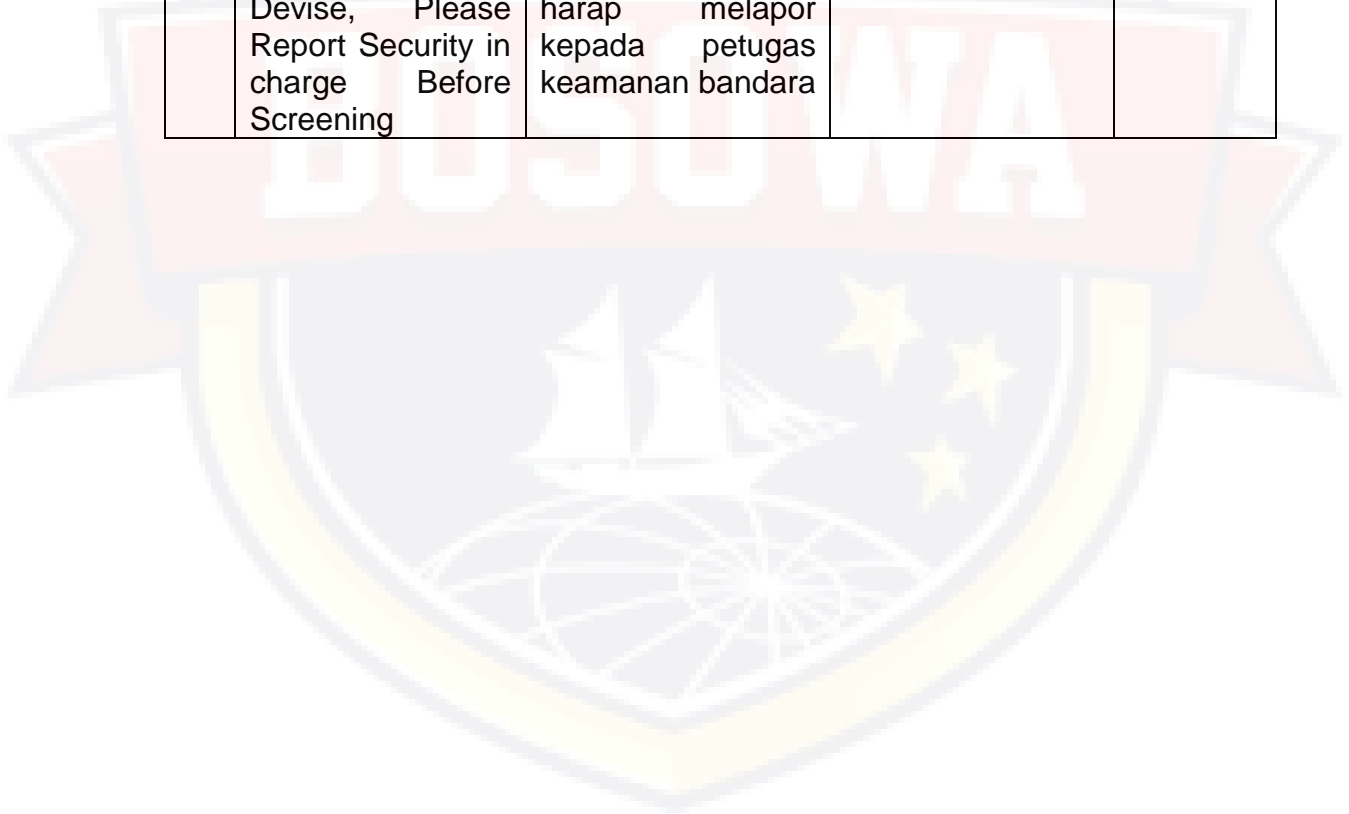 Devise, Please
Report Security in
charge Before
Screening
harap melapor
kepada petugas
keamanan bandara
BOSOWA